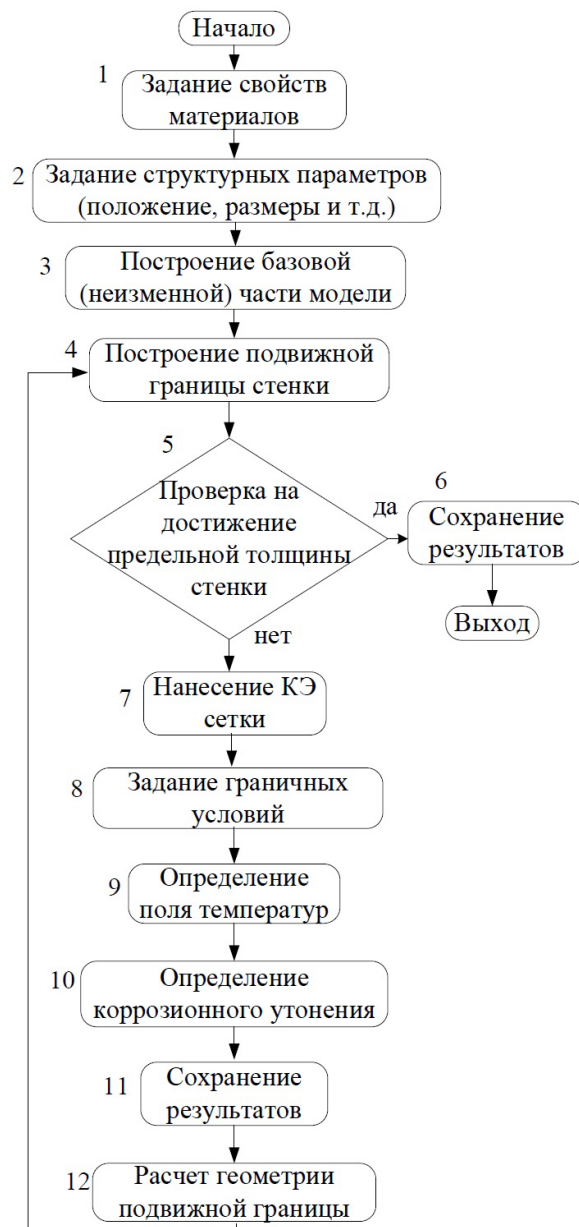 Начало
1
Задание свойств
материалов
2
Задание структурных параметров
(положение, размеры и т.д.)
3
Построение базовой
(неизменной) части модели
4
Построение подвижной
границы стенки
5
Проверка на
достижение
предельной толщины
стенки
да
6
Сохранение
результатов
Выход
нет
7
Нанесение КЭ
сетки
8
Задание граничных
условий
9
Определение
поля температур
10
Определение
коррозионного утонения
11
Сохранение
результатов
12
Расчет геометрии
подвижной границы